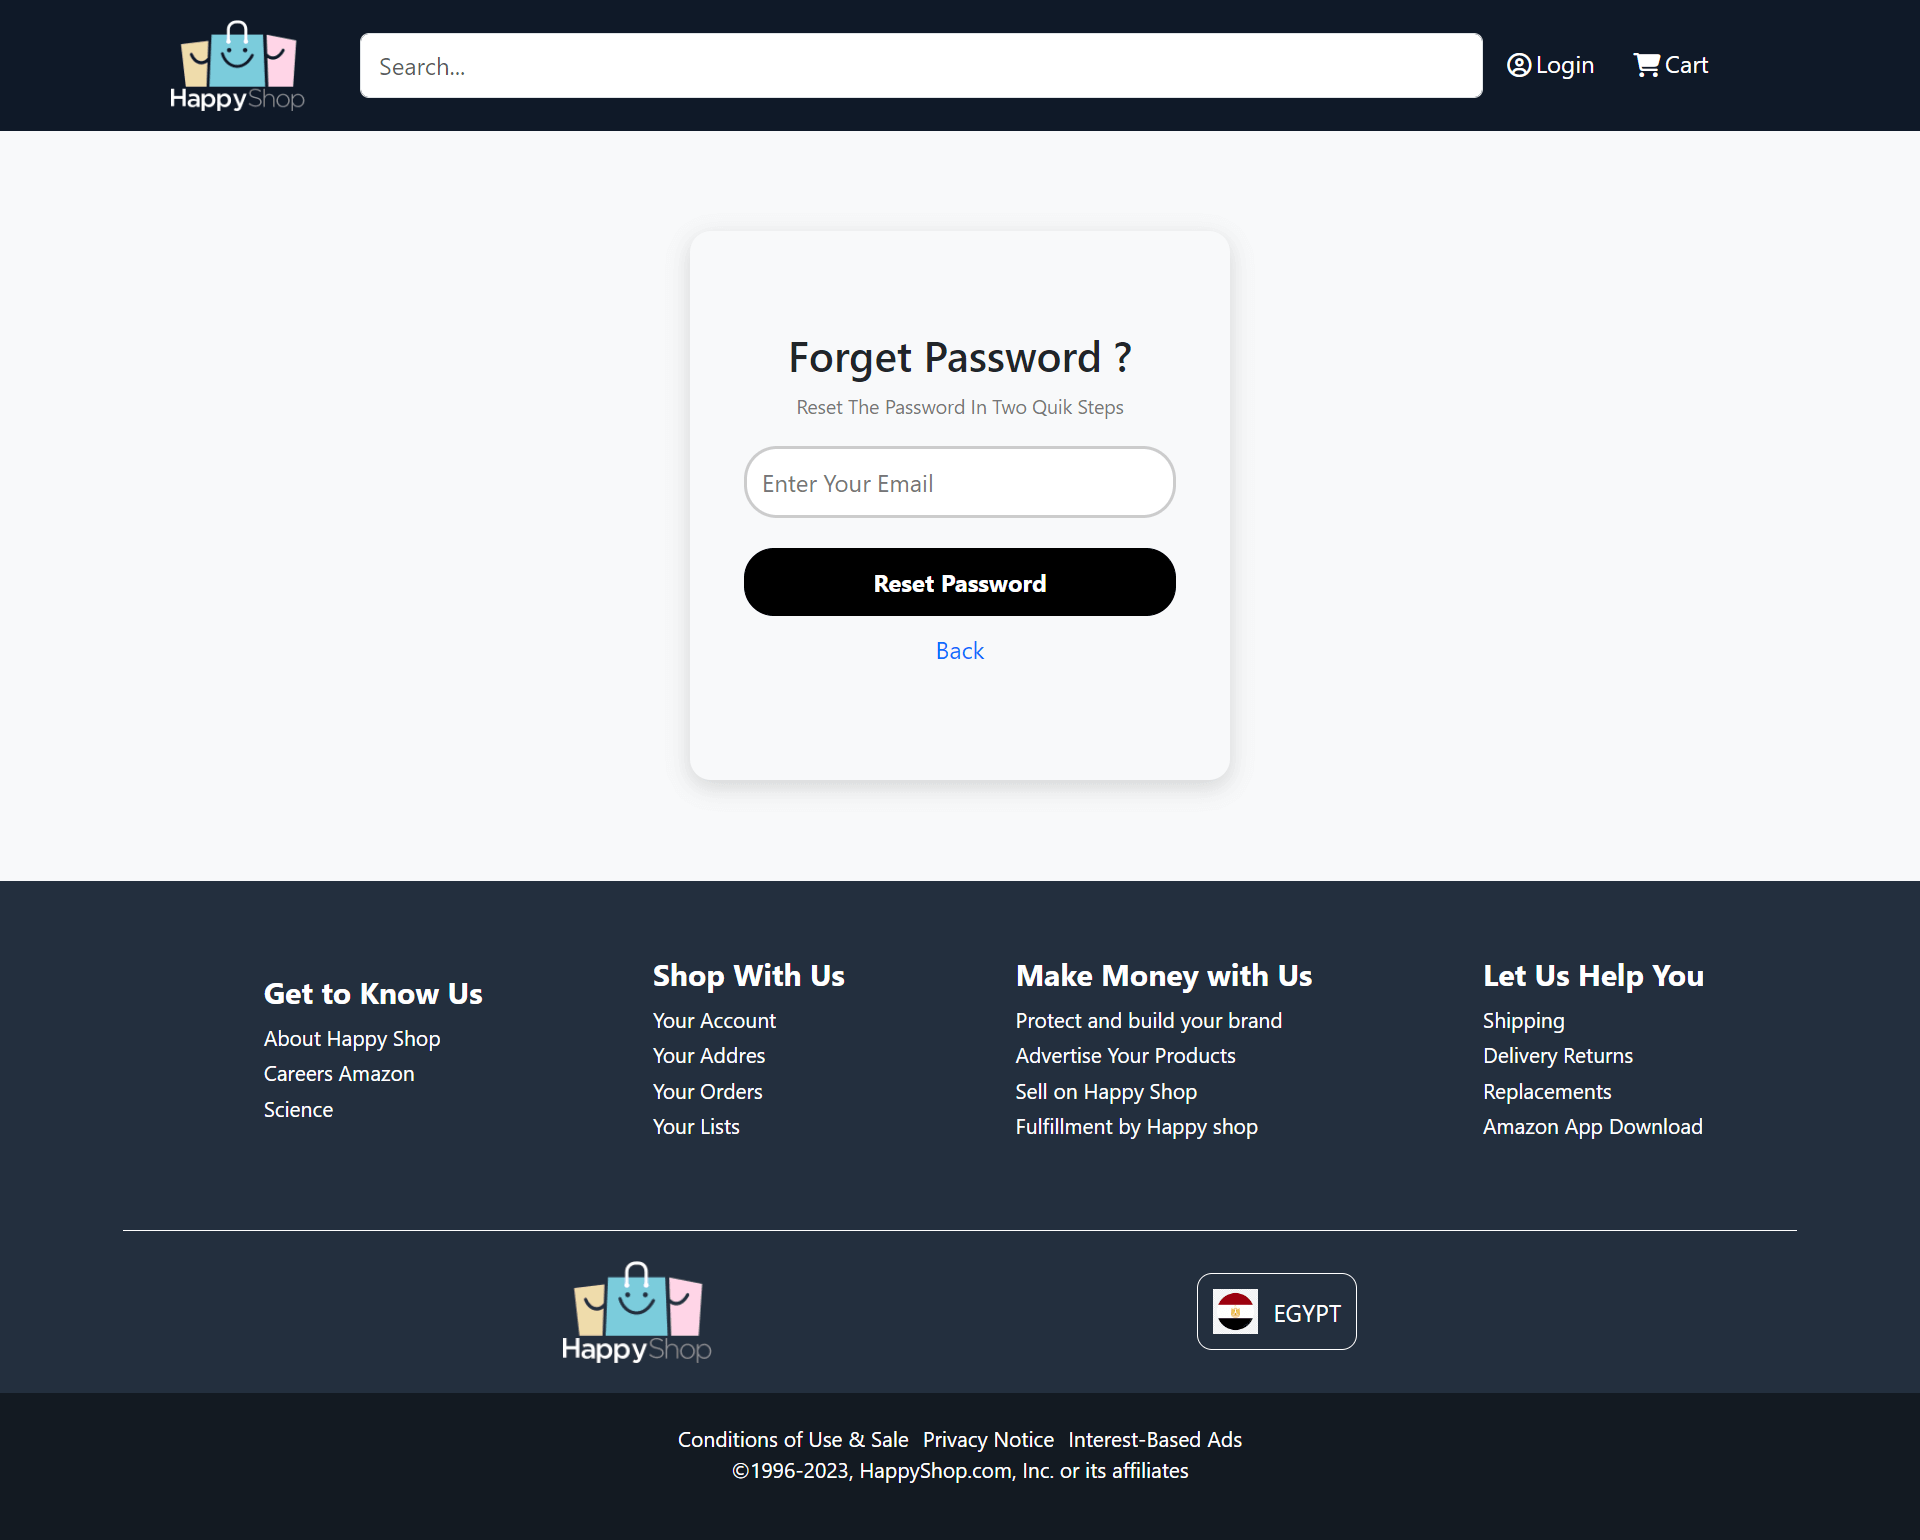 HappyShop
Search...
Login
Cart
Forget Password ?
Reset The Password In Two Quik Steps
Enter Your Email
Reset Password
Back
Get to Know Us
About Happy Shop
Careers Amazon
Science
Shop With Us
Your Account
Your Addres
Your Orders
Your Lists
Make Money with Us
Protect and build your brand
Advertise Your Products
Sell on Happy Shop
Fulfillment by Happy shop
Let Us Help You
Shipping
Delivery Returns
Replacements
Amazon App Download
HappyShop
EGYPT
Conditions of Use & Sale Privacy Notice Interest-Based Ads
©1996-2023, HappyShop.com, Inc. or its affiliates